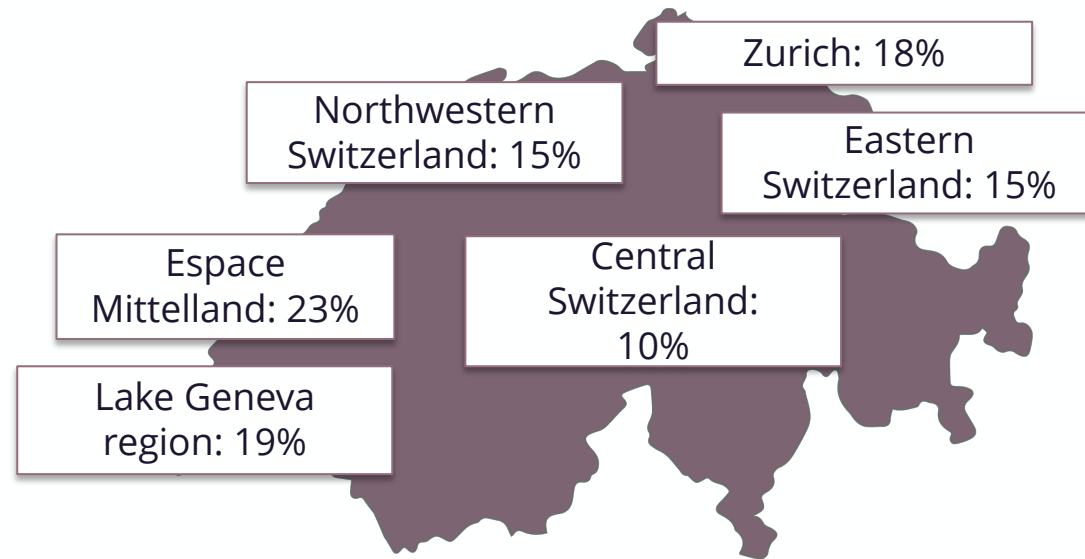 Zurich: 18%
Northwestern
Switzerland: 15%
Eastern
Switzerland: 15%
Espace
Mittelland: 23%
Central
Switzerland:
10%
Lake Geneva
region: 19%